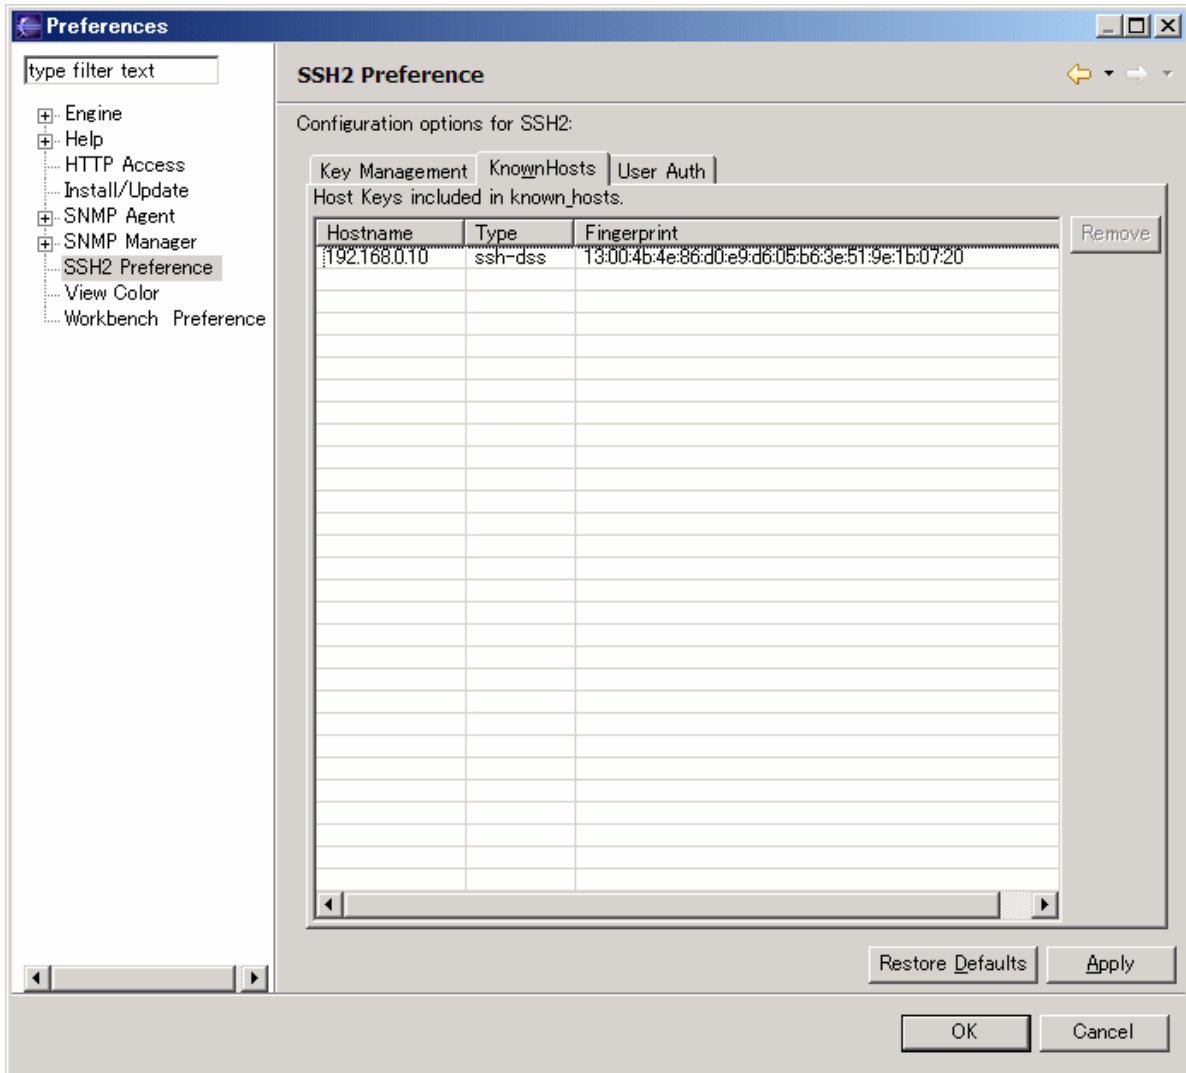 Preferences
type filter text
Engine
Help
HTTP Access
Install/Update
SNMP Agent
SNMP Manager
SSH2 Preference
View Color
Workbench Preference
SSH2 Preference
Configuration options for SSH2:
Key Management KnownHosts User Auth
Host Keys included in known_hosts.
Hostname Type Fingerprint
192.168.0.10 ssh-dss 13:00:4b:4e:86:d0:e9:d6:05:b6:3e:51:9e:1b:07:20
Remove
Restore Defaults Apply
OK Cancel